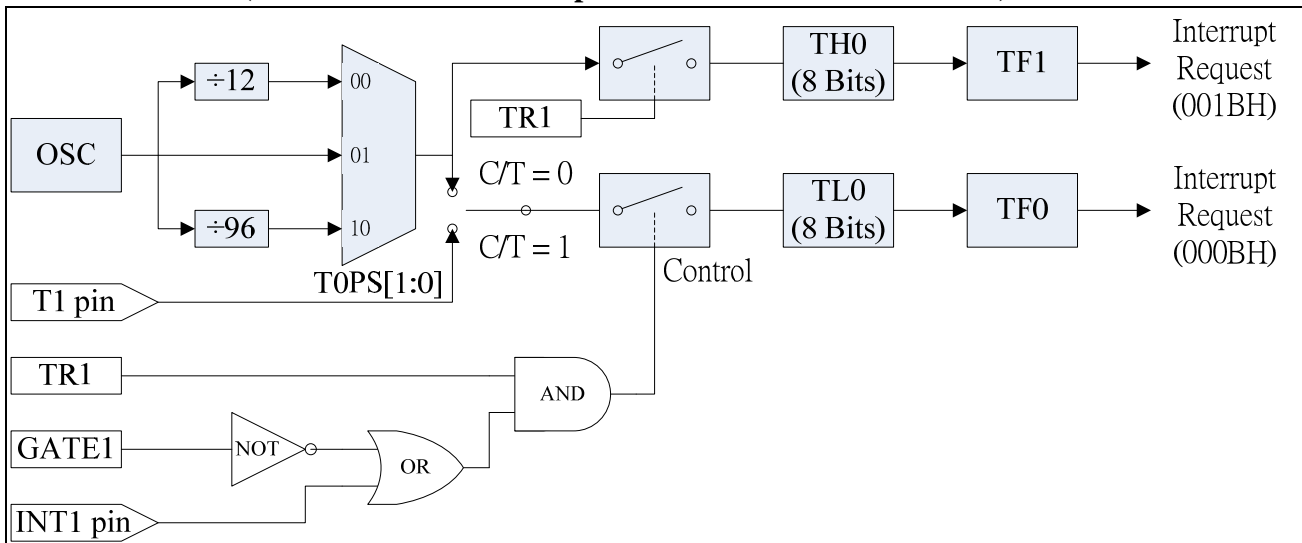 ÷12
OSC
÷96
00
01
10
T0PS[1:0]
T1 pin
TR1
GATE1
INT1 pin
NOT
OR
AND
TR1
C/T = 0
C/T = 1
Control
TH0
(8 Bits)
TF1
Interrupt
Request
(001BH)
TL0
(8 Bits)
TF0
Interrupt
Request
(000BH)